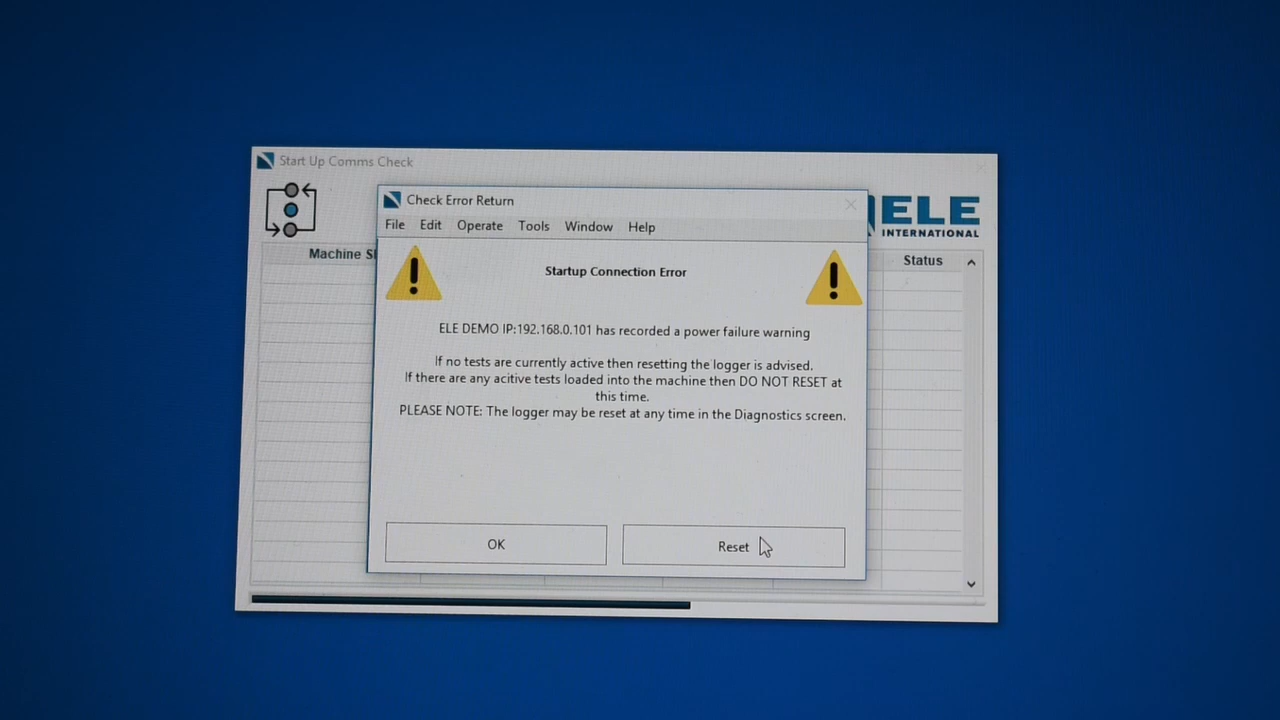 Start Up Comms Check
Check Error Return
File Edit Operate Tools Window Help
ELE
INTERNATIONAL
Machine
Status
Startup Connection Error
ELE DEMO IP:192.168.0.101 has recorded a power failure warning
If no tests are currently active then resetting the logger is advised.
If there are any acitive tests loaded into the machine then DO NOT RESET at
this time.
PLEASE NOTE: The logger may be reset at any time in the Diagnostics screen.
OK Reset